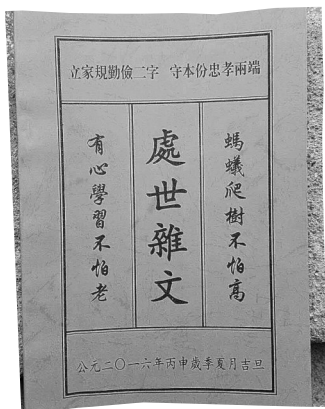 立家規勤儉二字　守本份忠孝兩端
螞蟻爬樹不怕高
處世雜文
有心學習不怕老
公元二〇一六年丙申歲季夏月吉旦